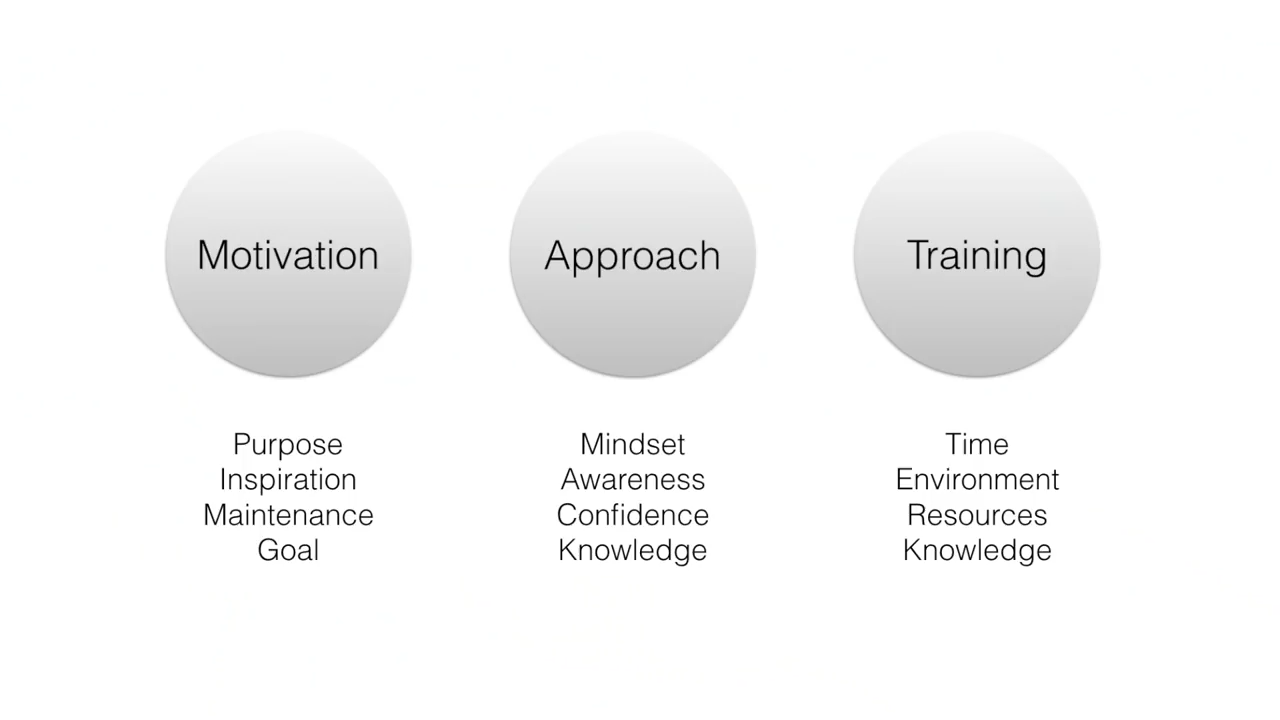 Motivation
Purpose
Inspiration
Maintenance
Goal
Approach
Mindset
Awareness
Confidence
Knowledge
Training
Time
Environment
Resources
Knowledge